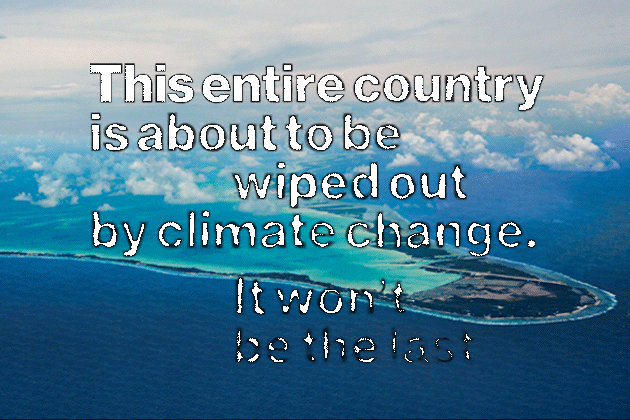 This entire country
is about to be
wiped out
by climate change.
It won't
be the last